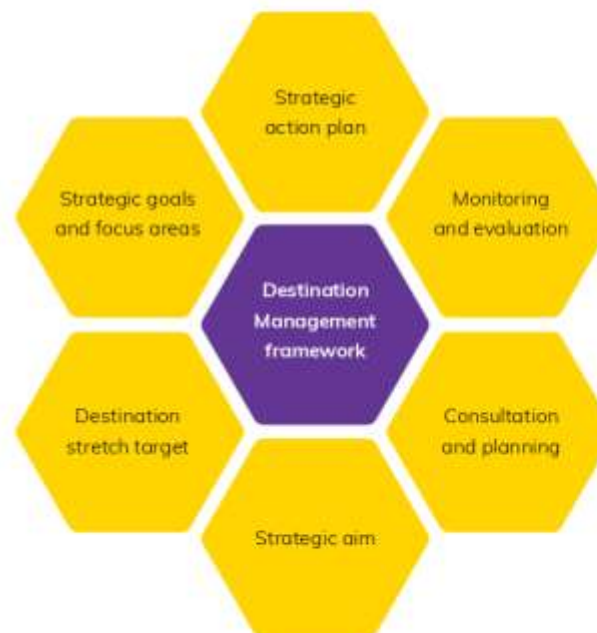 Strategic
action plan
Strategic goals
and focus areas
Monitoring
and evaluation
Destination
Management
framework
Destination
stretch target
Consultation
and planning
Strategic aim